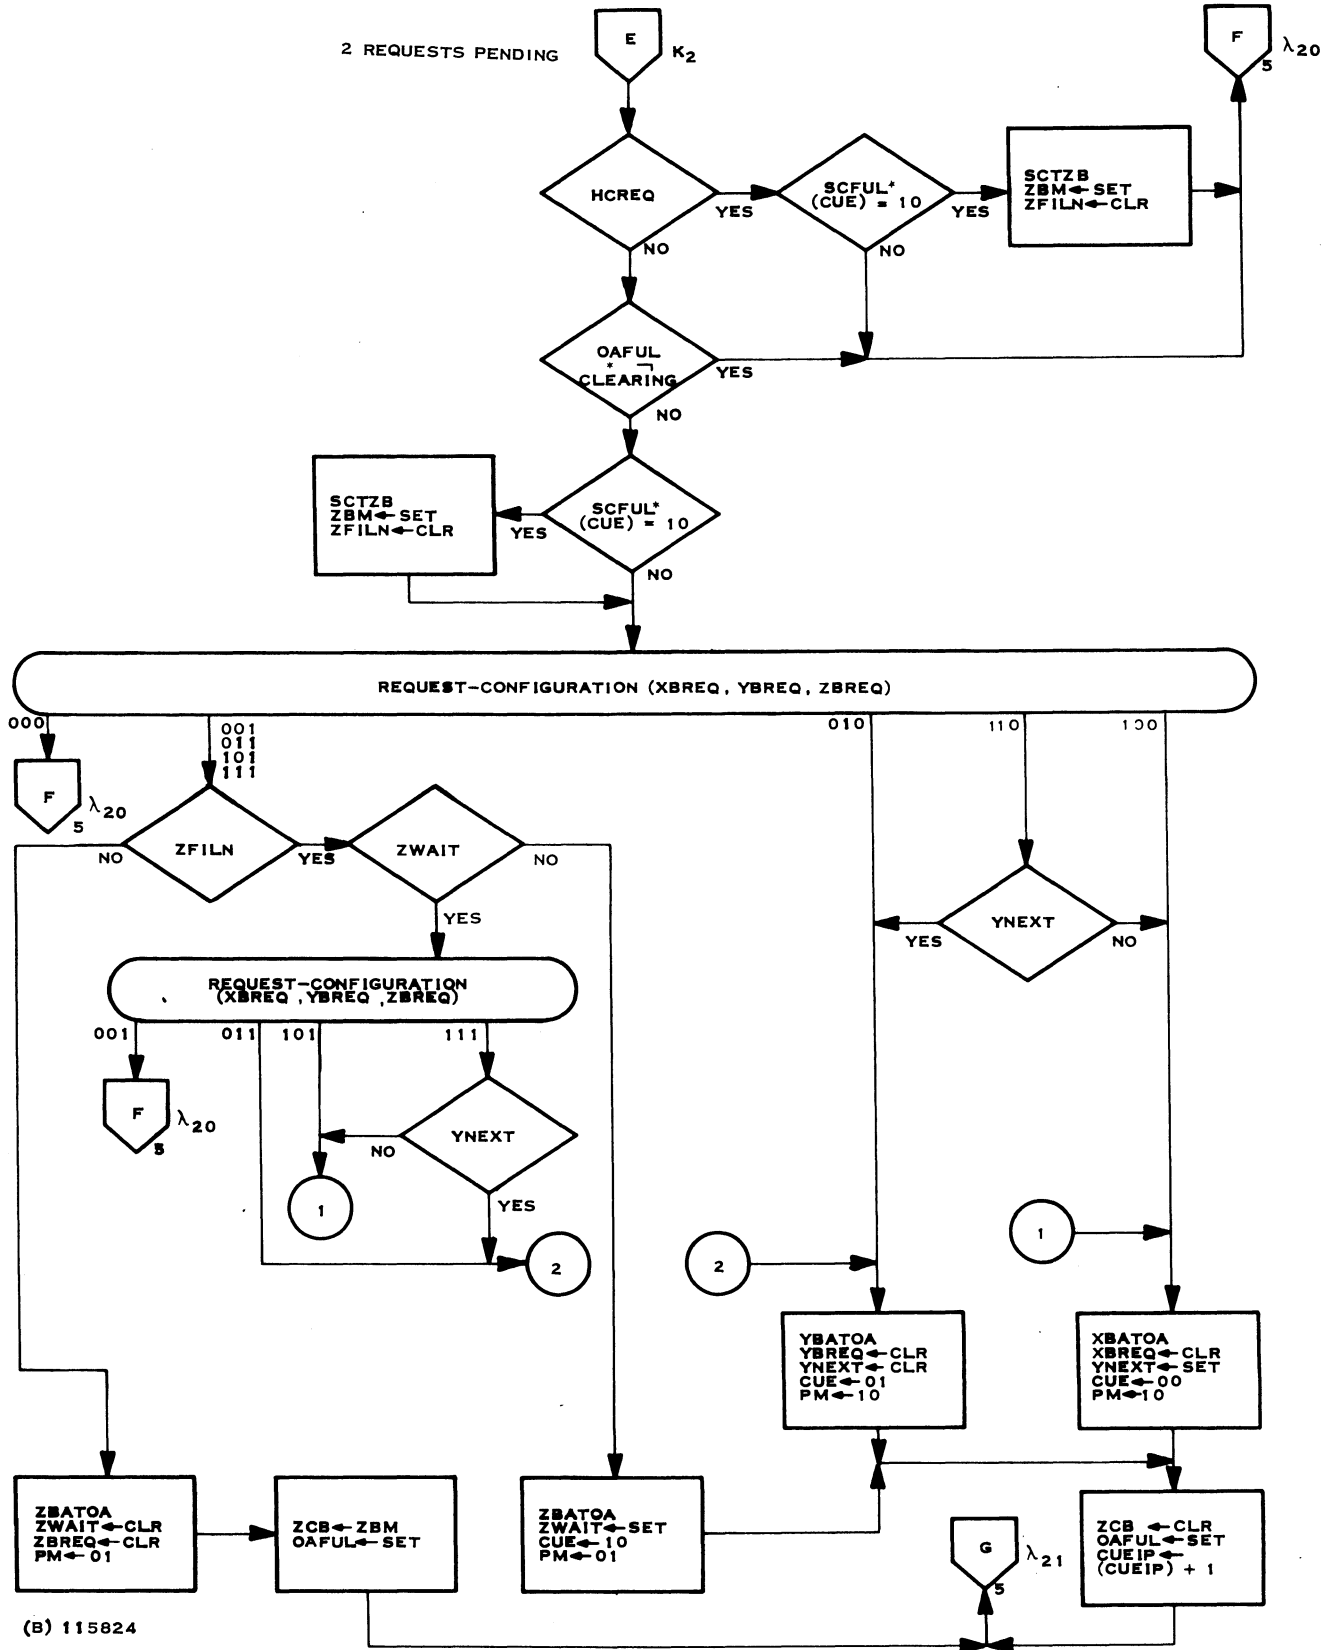 2 REQUESTS PENDING
E
K2
F
5
λ20
HCREQ
YES
NO
SCFUL*
(CUE) = 10
YES
NO
SCTZB
ZBM←SET
ZFILN←CLR
OAFUL
* ¬
CLEARING
YES
NO
SCTZB
ZBM←SET
ZFILN←CLR
SCFUL*
(CUE) = 10
YES
NO
REQUEST-CONFIGURATION (XBREQ, YBREQ, ZBREQ)
000
001
011
101
111
010
110
100
F
5
λ20
ZFILN
NO
YES
ZWAIT
NO
YES
YNEXT
YES
NO
REQUEST-CONFIGURATION
(XBREQ ,YBREQ ,ZBREQ)
001
011
101
111
F
5
λ20
YNEXT
NO
YES
1
2
2
1
YBATOA
YBREQ←CLR
YNEXT←CLR
CUE←01
PM←10
XBATOA
XBREQ←CLR
YNEXT←SET
CUE←00
PM←10
ZBATOA
ZWAIT←CLR
ZBREQ←CLR
PM←01
ZCB←ZBM
OAFUL←SET
ZBATOA
ZWAIT←SET
CUE←10
PM←01
G
5
λ21
ZCB ←CLR
OAFUL←SET
CUEIP←
(CUEIP) + 1
(B) 115824